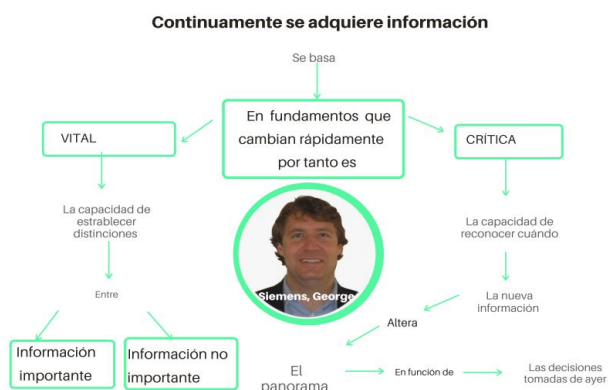 Continuamente se adquiere información
Se basa
En fundamentos que
cambian rápidamente
por tanto es
VITAL
CRÍTICA
La capacidad de
establecer
distinciones
La capacidad de
reconocer cuándo
Siemens, George
Entre
La nueva
información
Altera
Información
importante
Información no
importante
El
panorama
En función de
Las decisiones
tomadas de ayer